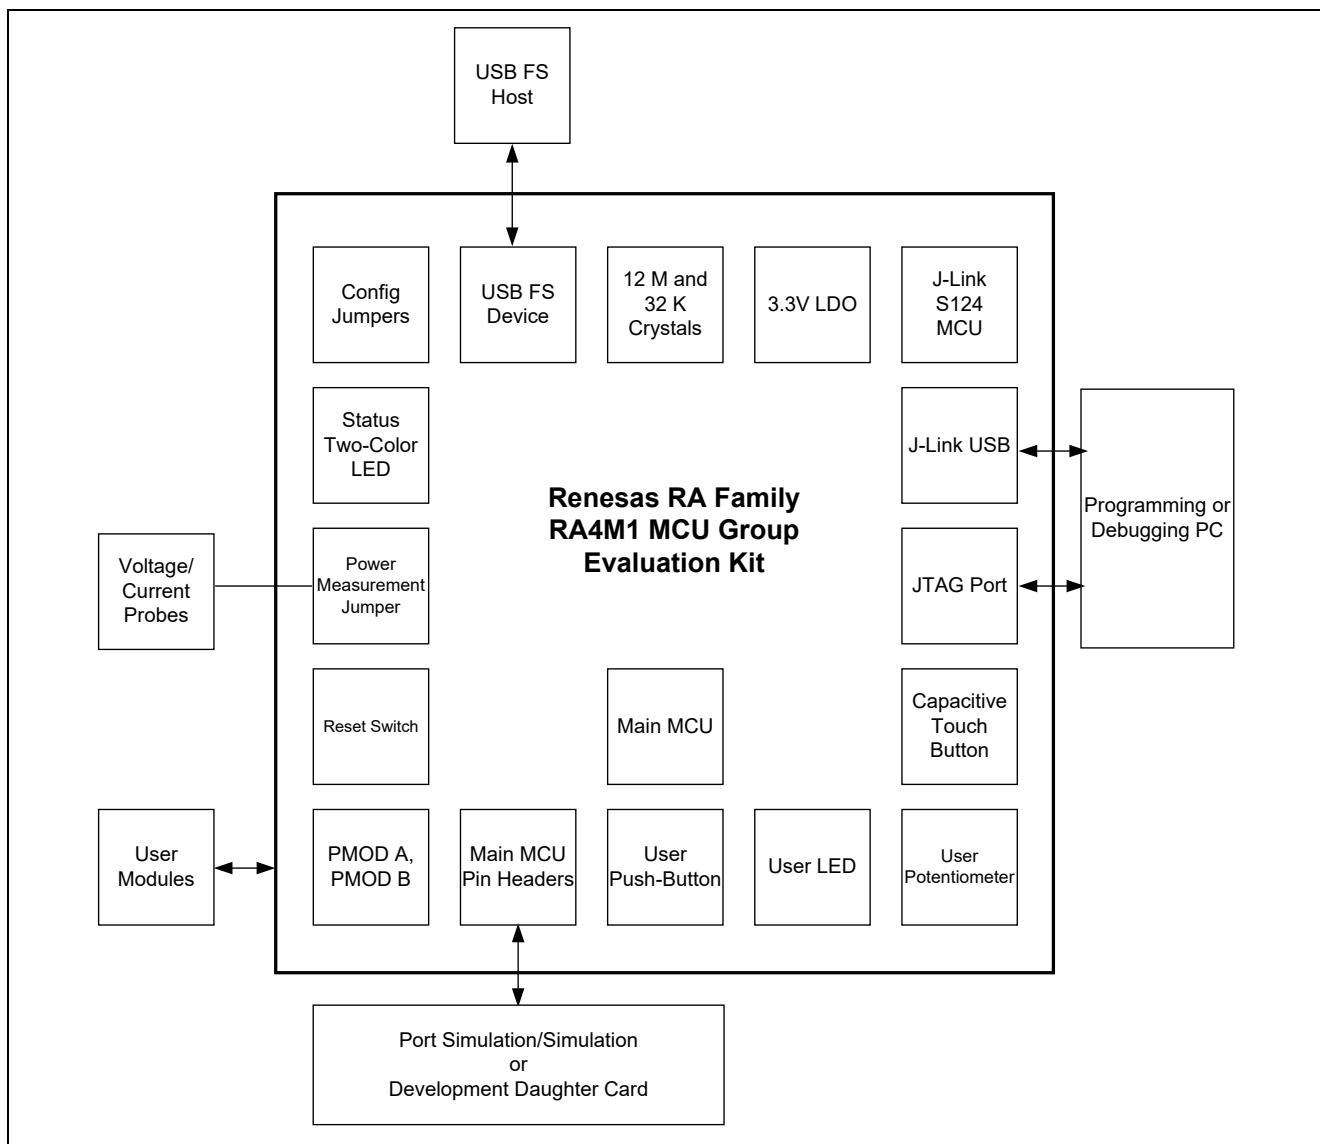 USB FS
Host
Config
Jumpers
USB FS
Device
12 M and
32 K
Crystals
3.3V LDO
J-Link
S124
MCU
Status
Two-Color
LED
J-Link USB
Renesas RA Family
RA4M1 MCU Group
Evaluation Kit
Programming or
Debugging PC
Voltage/
Current
Probes
Power
Measurement
Jumper
JTAG Port
Reset Switch
Main MCU
Capacitive
Touch
Button
User
Modules
PMOD A,
PMOD B
Main MCU
Pin Headers
User
Push-Button
User LED
User
Potentiometer
Port Simulation/Simulation
or
Development Daughter Card